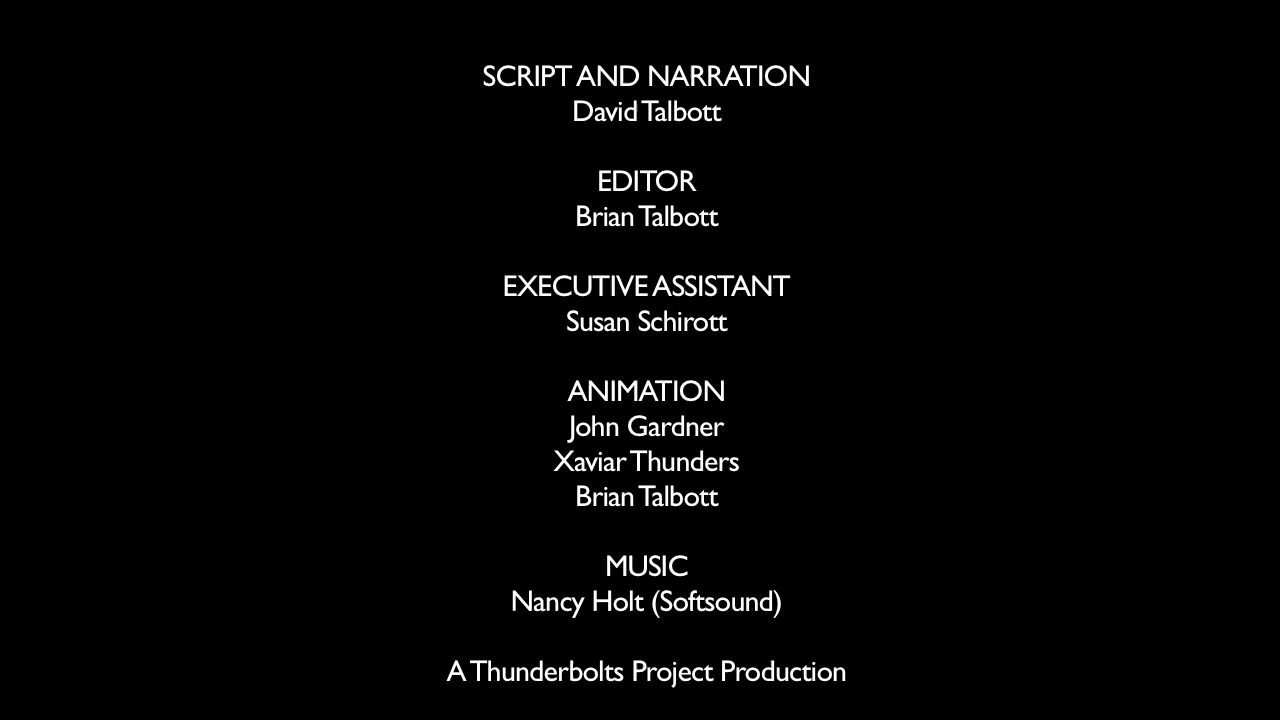 SCRIPT AND NARRATION
David Talbott
EDITOR
Brian Talbott
EXECUTIVE ASSISTANT
Susan Schirott
ANIMATION
John Gardner
Xaviar Thunders
Brian Talbott
MUSIC
Nancy Holt (Softsound)
A Thunderbolts Project Production